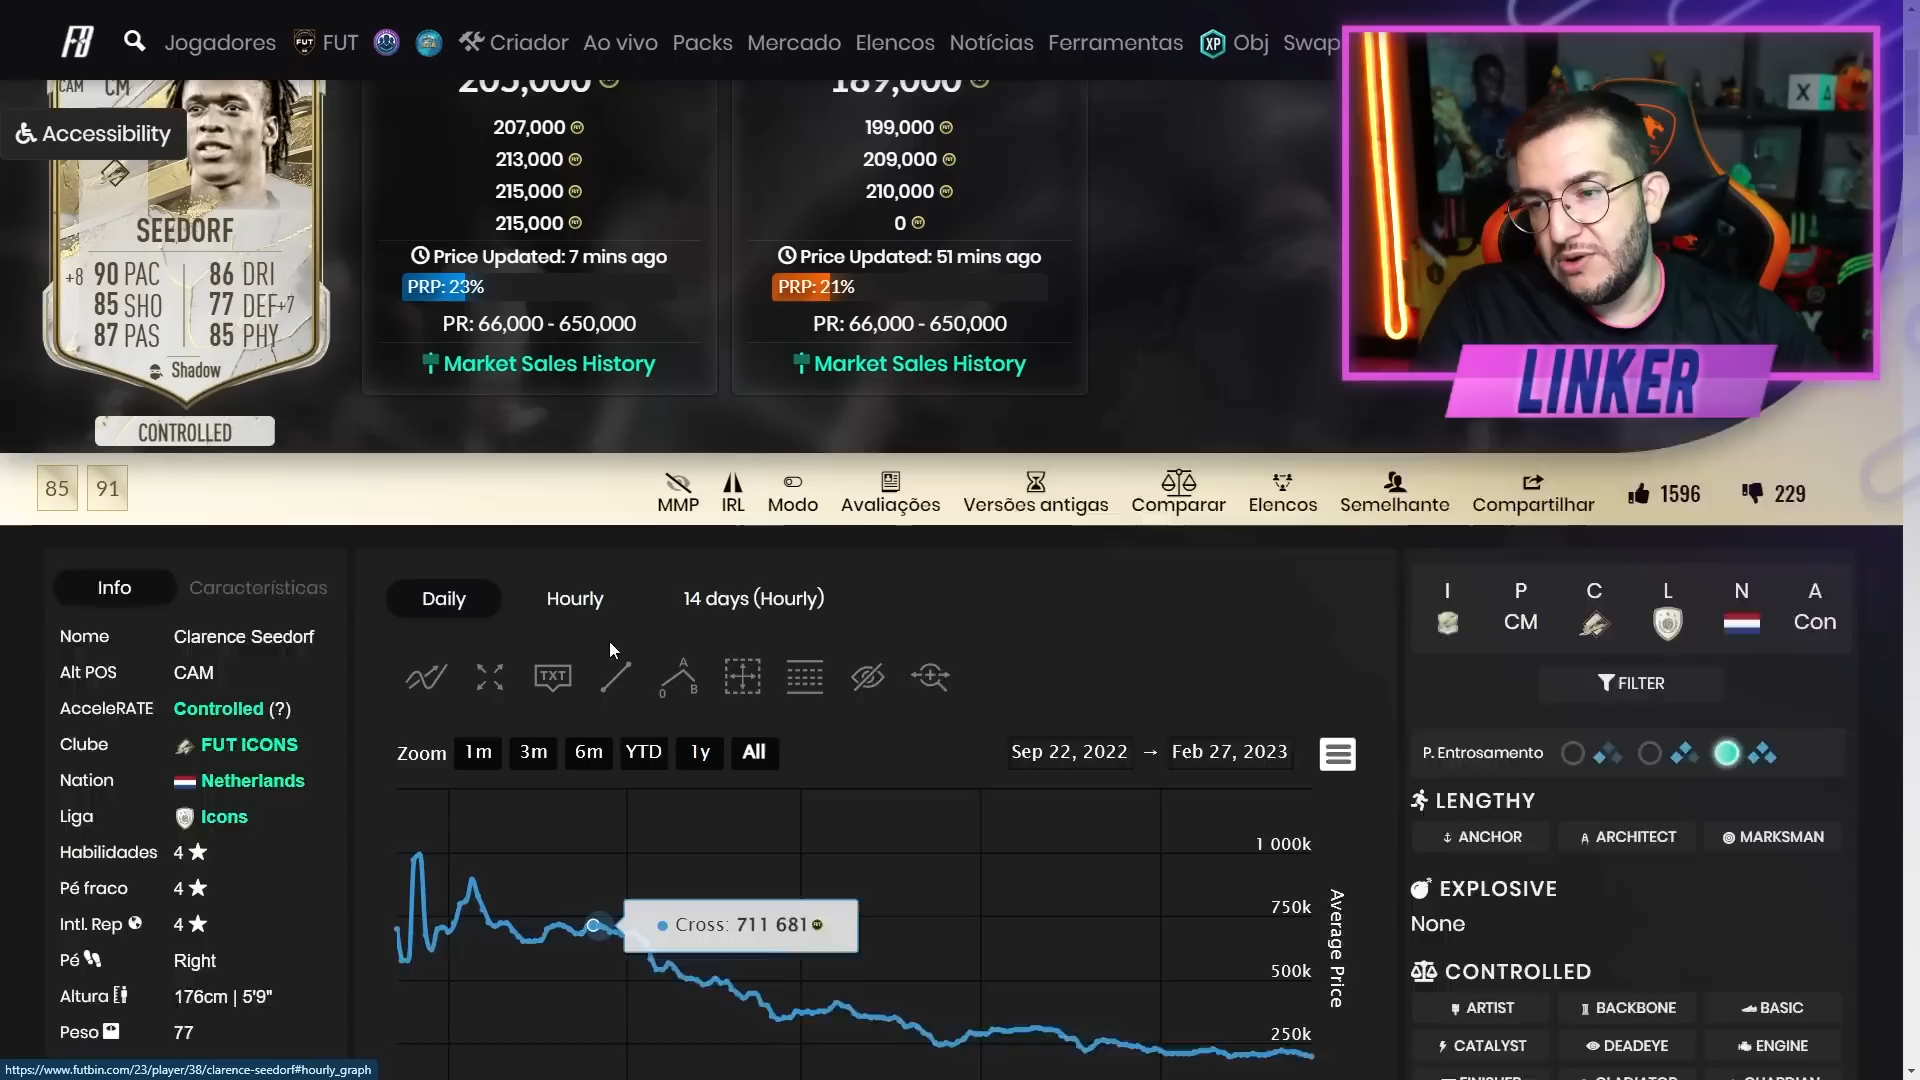 Jogadores FUT Criador Ao vivo Packs Mercado Elencos Notícias Ferramentas XP Obj Swap
CAM CM
Accessibility
SEEDORF
+8 90 PAC 86 DRI
85 SHO 77 DEF+7
87 PAS 85 PHY
Shadow
CONTROLLED
205,000
207,000
213,000
215,000
215,000
Price Updated: 7 mins ago
PRP: 23%
PR: 66,000 - 650,000
Market Sales History
189,000
199,000
209,000
210,000
0
Price Updated: 51 mins ago
PRP: 21%
PR: 66,000 - 650,000
Market Sales History
LINKER
85 91
MMP IRL Modo Avaliações Versões antigas Comparar Elencos Semelhante Compartilhar 1596 229
Info Características
Nome Clarence Seedorf
Alt POS CAM
AcceleRATE Controlled (?)
Clube FUT ICONS
Nation Netherlands
Liga Icons
Habilidades 4
Pé fraco 4
Intl. Rep 4
Pé Right
Altura 176cm | 5'9"
Peso 77
Daily Hourly 14 days (Hourly)
TXT A 0 B
Zoom 1m 3m 6m YTD 1y All Sep 22, 2022 → Feb 27, 2023
1 000k
750k
500k
250k
Average Price
Cross: 711 681
I P C L N A
CM Con
FILTER
P. Entrosamento
LENGTHY
ANCHOR ARCHITECT MARKSMAN
EXPLOSIVE
None
CONTROLLED
ARTIST BACKBONE BASIC
CATALYST DEADEYE ENGINE
FINISHER GLADIATOR GUARDIAN
https://www.futbin.com/23/player/38/clarence-seedorf#hourly_graph